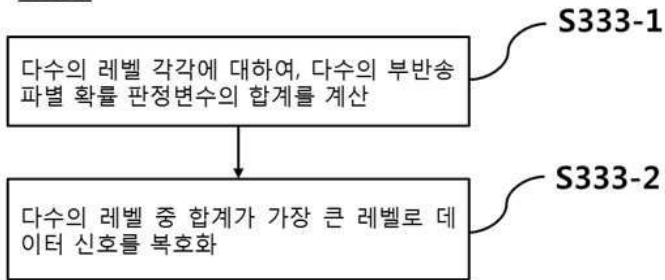 S333-1
다수의 레벨 각각에 대하여, 다수의 부반송
파별 확률 판정변수의 합계를 계산
S333-2
다수의 레벨 중 합계가 가장 큰 레벨로 데
이터 신호를 복호화